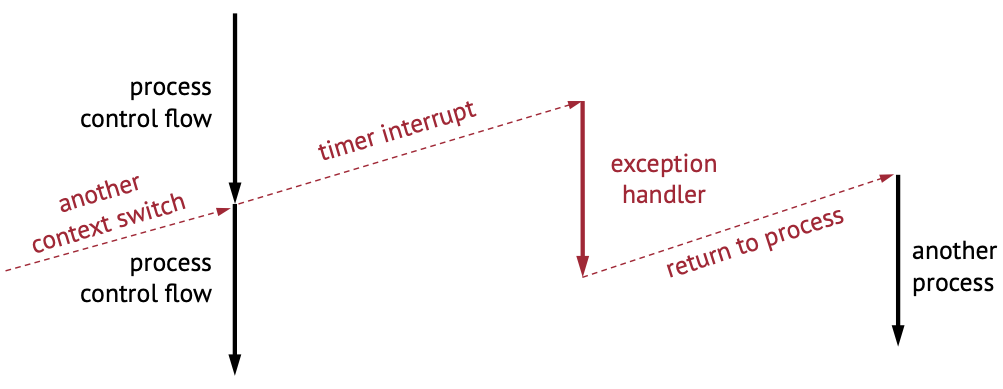 process
control flow
timer interrupt
another
context switch
exception
handler
process
control flow
return to process
another
process